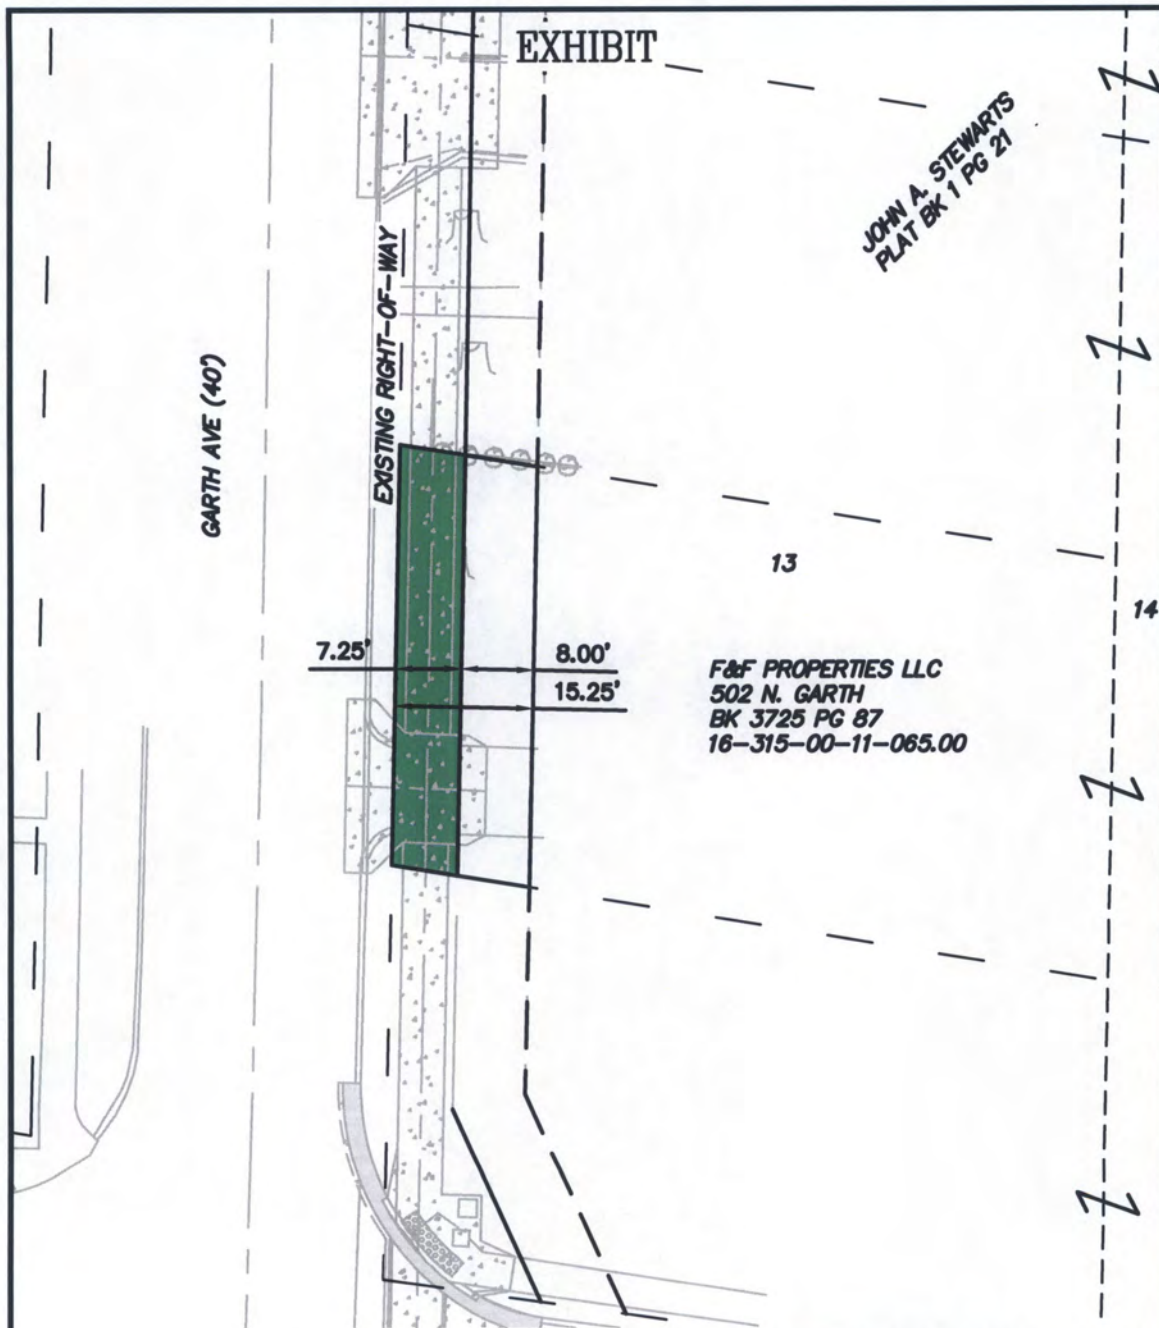 EXHIBIT
JOHN A. STEWARTS
PLAT BK 1 PG 21
GARTH AVE (40')
EXISTING RIGHT-OF-WAY
13
14
7.25'
8.00'
15.25'
F&F PROPERTIES LLC
502 N. GARTH
BK 3725 PG 87
16-315-00-11-065.00